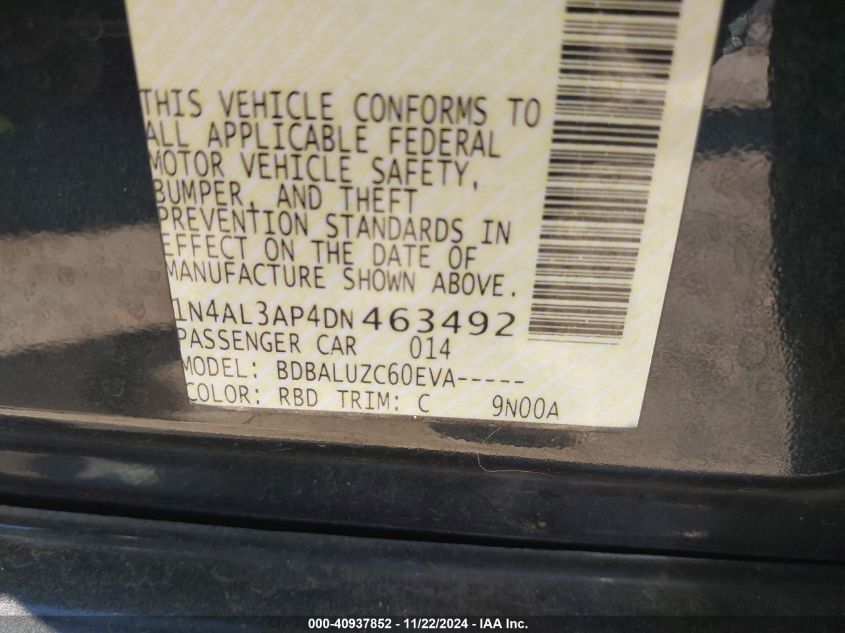 THIS VEHICLE CONFORMS TO
ALL APPLICABLE FEDERAL
MOTOR VEHICLE SAFETY,
BUMPER, AND THEFT
PREVENTION STANDARDS IN
EFFECT ON THE DATE OF
MANUFACTURE SHOWN ABOVE.
1N4AL3AP4DN463492
PASSENGER CAR 014
MODEL: BDBALUZC60EVA-----
COLOR: RBD TRIM: C 9N00A
000-40937852 - 11/22/2024 - IAA Inc.